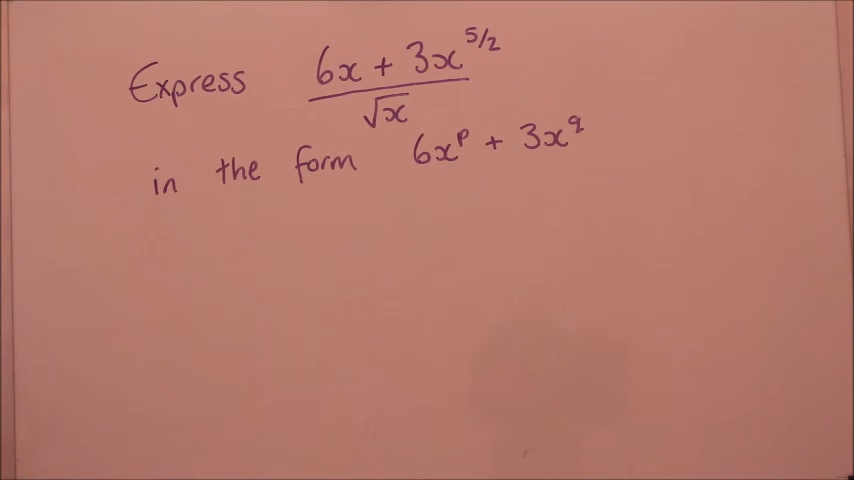 Express 6x + 3x^5/2 / √x
in the form 6x^p + 3x^q